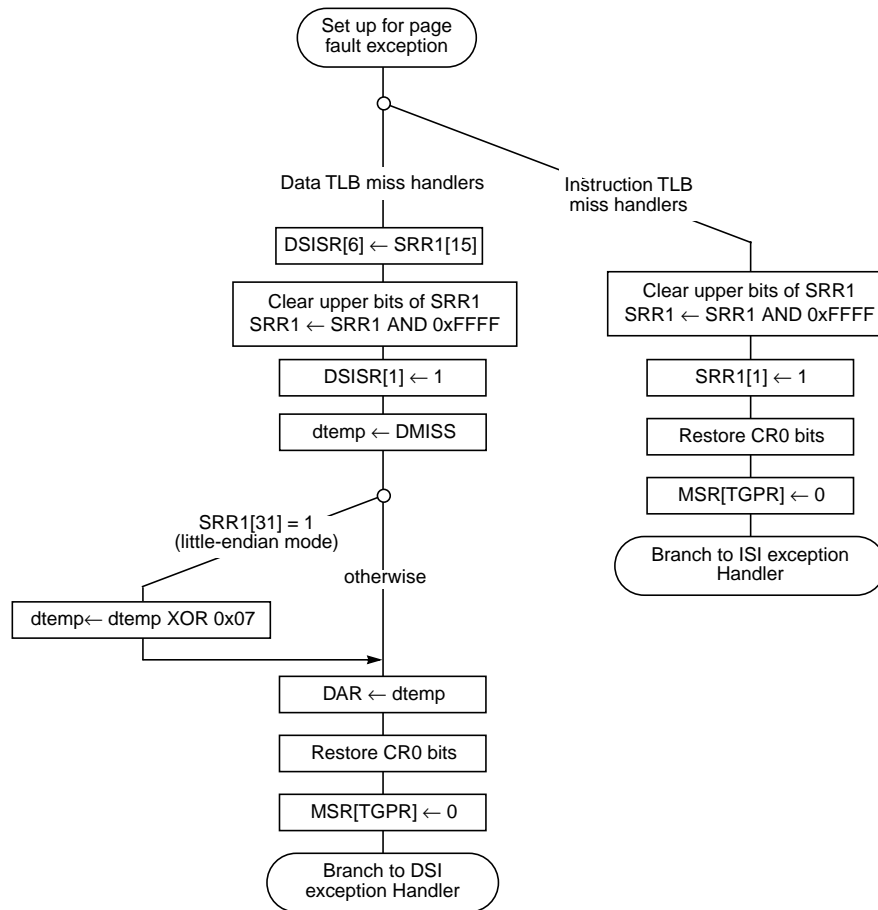 Set up for page
fault exception
Data TLB miss handlers
Instruction TLB
miss handlers
DSISR[6] ← SRR1[15]
Clear upper bits of SRR1
SRR1 ← SRR1 AND 0xFFFF
DSISR[1] ← 1
dtemp ← DMISS
Clear upper bits of SRR1
SRR1 ← SRR1 AND 0xFFFF
SRR1[1] ← 1
Restore CR0 bits
MSR[TGPR] ← 0
Branch to ISI exception
Handler
SRR1[31] = 1
(little-endian mode)
otherwise
dtemp← dtemp XOR 0x07
DAR ← dtemp
Restore CR0 bits
MSR[TGPR] ← 0
Branch to DSI
exception Handler